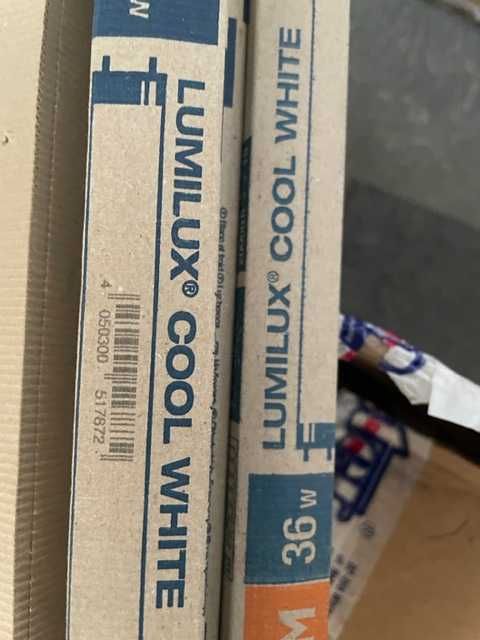 W
LUMILUX® COOL WHITE
4 050300 517872
LUMILUX® COOL WHITE
36 W
M